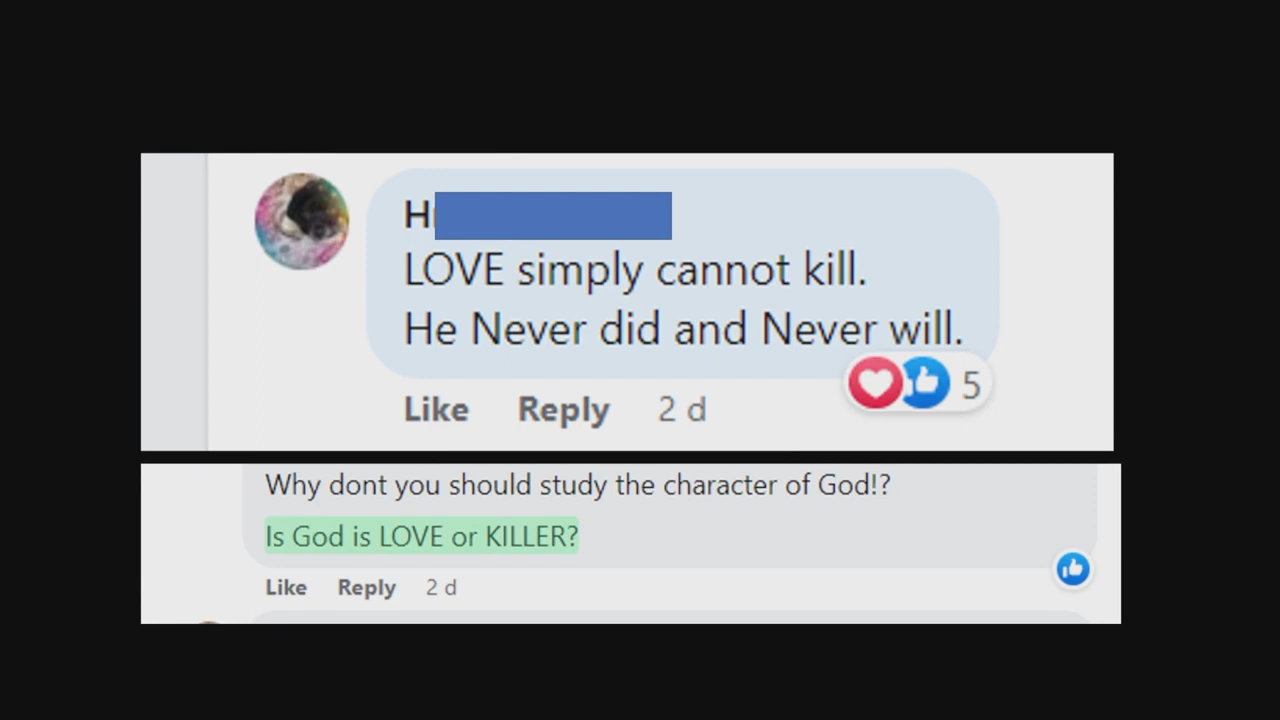 H
LOVE simply cannot kill.
He Never did and Never will.
Like Reply 2 d 5
Why dont you should study the character of God!?
Is God is LOVE or KILLER?
Like Reply 2 d